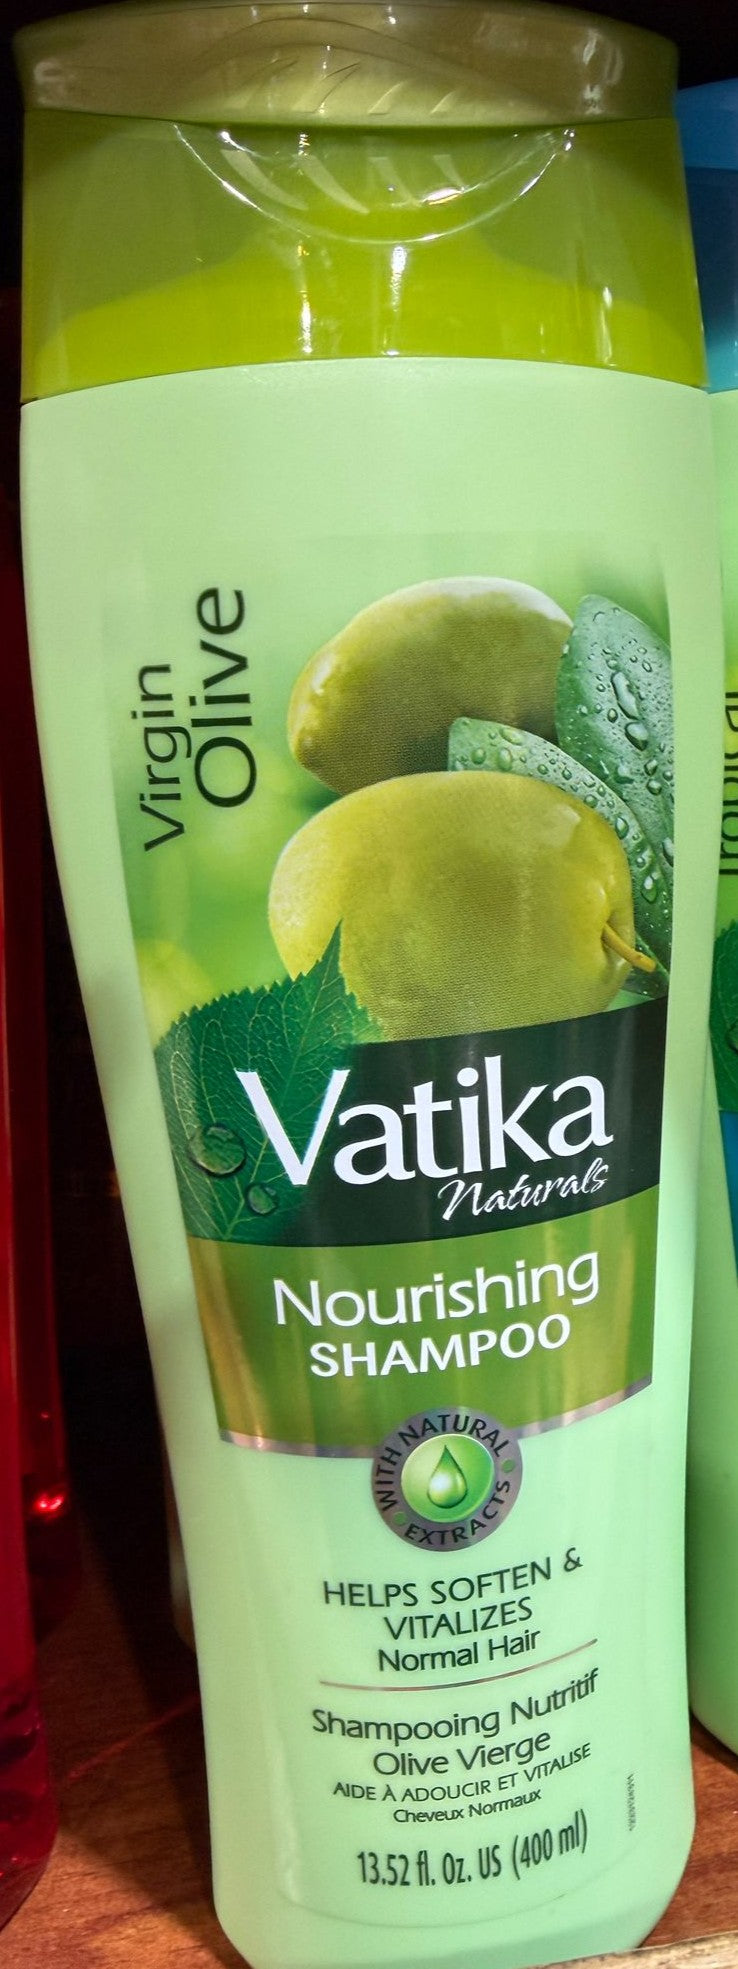 Virgin
Olive
Vatika
Naturals
Nourishing
SHAMPOO
WITH NATURAL
EXTRACTS
HELPS SOFTEN &
VITALIZES
Normal Hair
Shampooing Nutritif
Olive Vierge
AIDE À ADOUCIR ET VITALISE
Cheveux Normaux
13.52 fl. Oz. US (400 ml)
Tropical